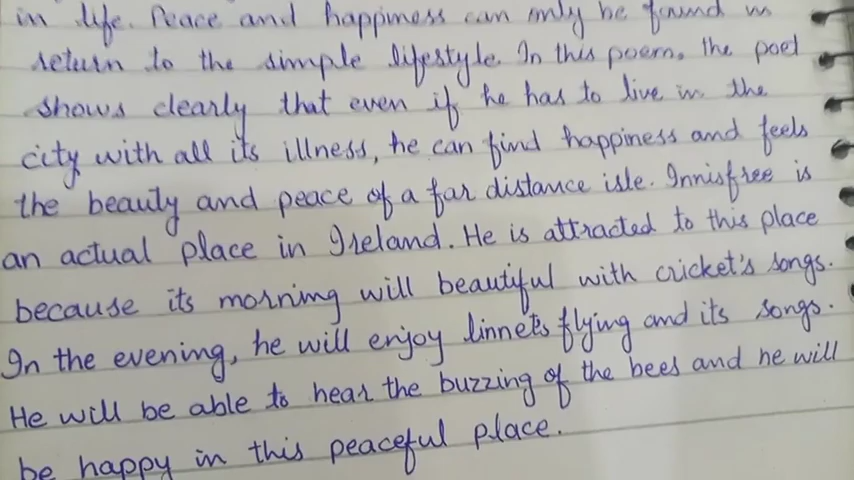 in life. Peace and happiness can only be found in
return to the simple lifestyle. In this poem, the poet
shows clearly that even if he has to live in the
city with all its illness, he can find happiness and feels
the beauty and peace of a far distance isle. Innisfree is
an actual place in Ireland. He is attracted to this place
because its morning will beautiful with cricket's songs.
In the evening, he will enjoy linnets flying and its songs.
He will be able to hear the buzzing of the bees and he will
be happy in this peaceful place.